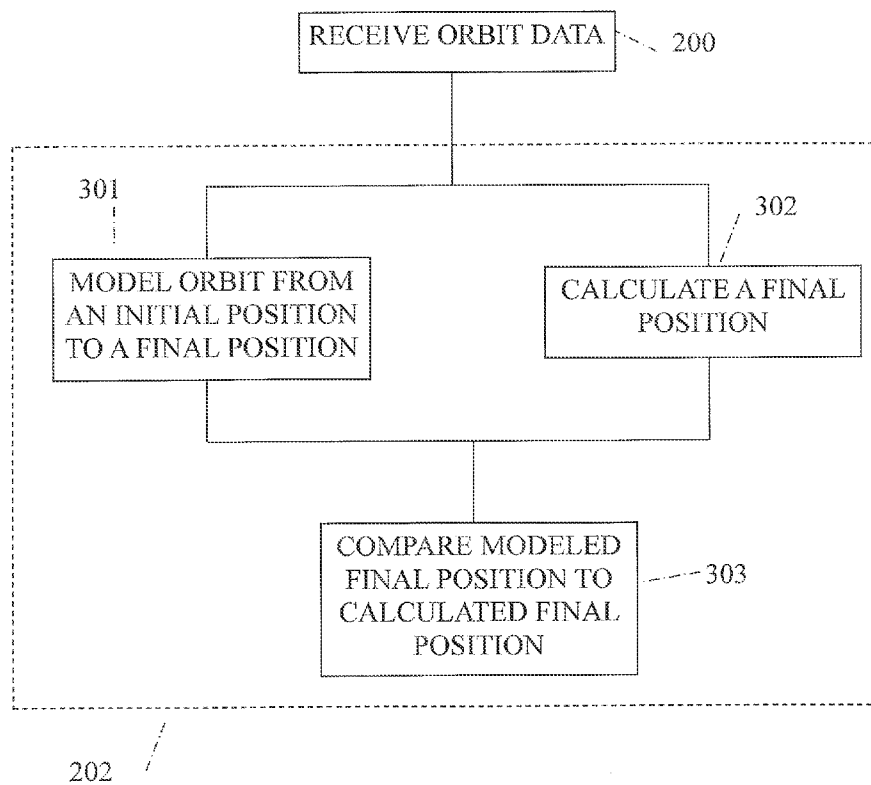 RECEIVE ORBIT DATA
200
301
302
MODEL ORBIT FROM
AN INITIAL POSITION
TO A FINAL POSITION
CALCULATE A FINAL
POSITION
COMPARE MODELED
FINAL POSITION TO
CALCULATED FINAL
POSITION
303
202